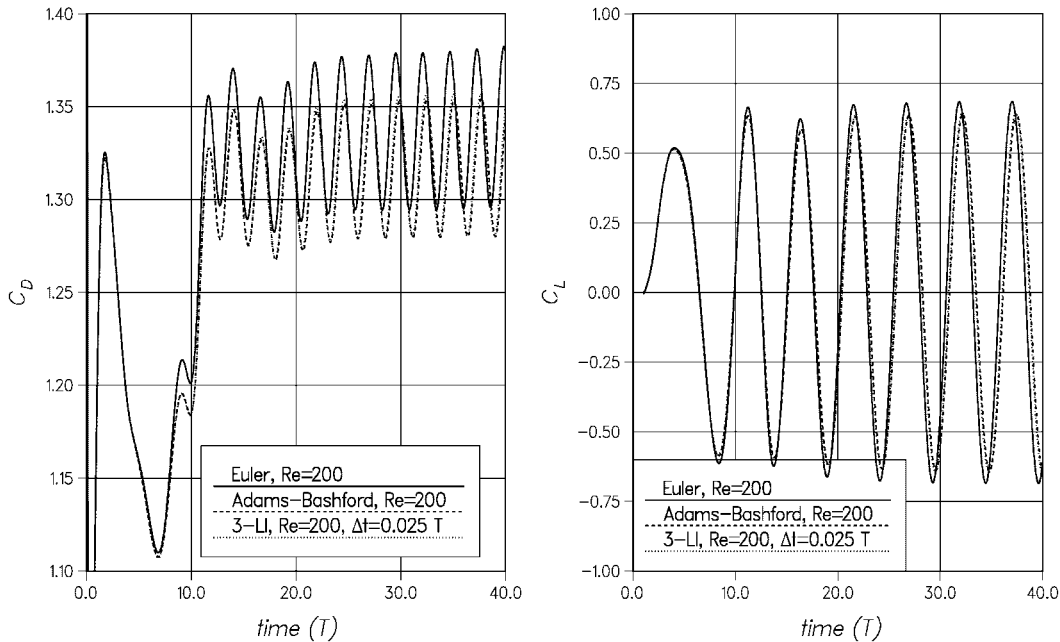 1.40
1.35
1.30
1.25
1.20
1.15
1.10
C_D
0.0 10.0 20.0 30.0 40.0
time (T)
Euler, Re=200
Adams-Bashford, Re=200
3-LI, Re=200, Δt=0.025 T
1.00
0.75
0.50
0.25
0.00
-0.25
-0.50
-0.75
-1.00
C_L
0.0 10.0 20.0 30.0 40.0
time (T)
Euler, Re=200
Adams-Bashford, Re=200
3-LI, Re=200, Δt=0.025 T